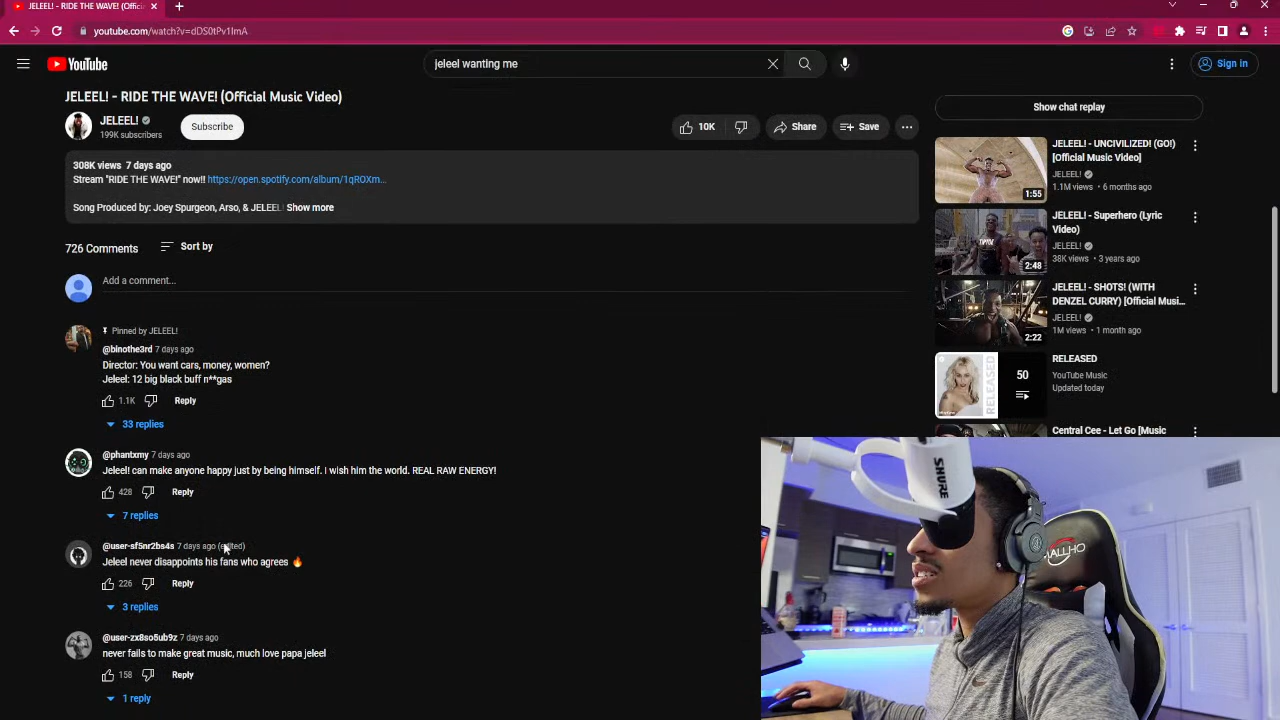 JELEEL! - RIDE THE WAVE! (Offici
youtube.com/watch?v=dDS0tPv1ImA
YouTube
jeleel wanting me
Sign in
JELEEL! - RIDE THE WAVE! (Official Music Video)
JELEEL!
199K subscribers
Subscribe
10K
Share
Save
308K views 7 days ago
Stream "RIDE THE WAVE!" now!! https://open.spotify.com/album/1qR0Xm...
Song Produced by: Joey Spurgeon, Arso, & JELEEL! Show more
726 Comments
Sort by
Add a comment...
Pinned by JELEEL!
@blnothe3rd 7 days ago
Director: You want cars, money, women?
Jeleel: 12 big black buff n**gas
1.1K
Reply
33 replies
@phantxmy 7 days ago
Jeleel! can make anyone happy just by being himself. I wish him the world. REAL RAW ENERGY!
428
Reply
7 replies
@user-sf5nr2bs4s 7 days ago (edited)
Jeleel never disappoints his fans who agrees 🔥
226
Reply
3 replies
@user-zx8so5ub9z 7 days ago
never fails to make great music, much love papa jeleel
158
Reply
1 reply
Show chat replay
JELEEL! - UNCIVILIZED! (GO!)
[Official Music Video]
JELEEL!
1.1M views • 6 months ago
1:55
JELEEL! - Superhero (Lyric
Video)
JELEEL!
38K views • 3 years ago
2:48
JELEEL! - SHOTS! (WITH
DENZEL CURRY) [Official Musi...
JELEEL!
1M views • 1 month ago
2:22
RELEASED
YouTube Music
Updated today
50
RELEASED
Central Cee - Let Go [Music
SHURE